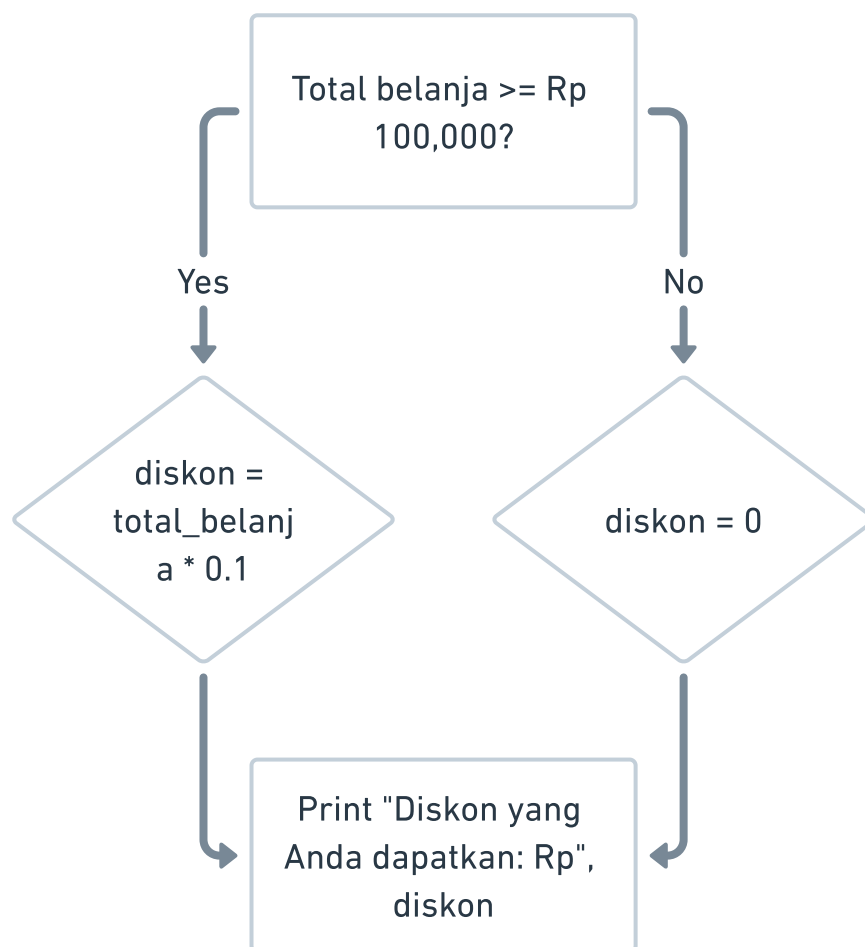 Total belanja >= Rp
100,000?
Yes
No
diskon =
total_belanj
a * 0.1
diskon = 0
Print "Diskon yang
Anda dapatkan: Rp",
diskon